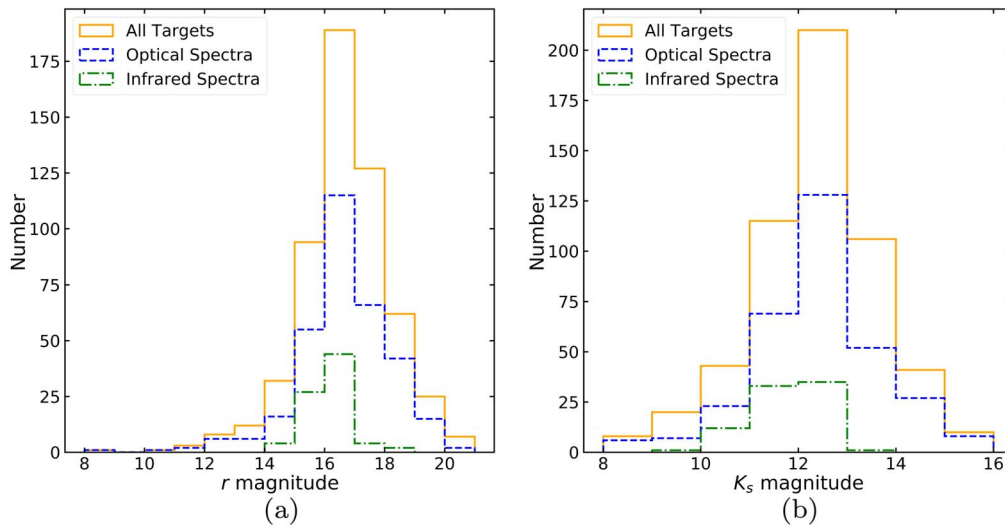 All Targets
Optical Spectra
Infrared Spectra
Number
175
150
125
100
75
50
25
0
8
10
12
14
16
18
20
r magnitude
(a)
All Targets
Optical Spectra
Infrared Spectra
Number
200
175
150
125
100
75
50
25
0
8
10
12
14
16
Ks magnitude
(b)